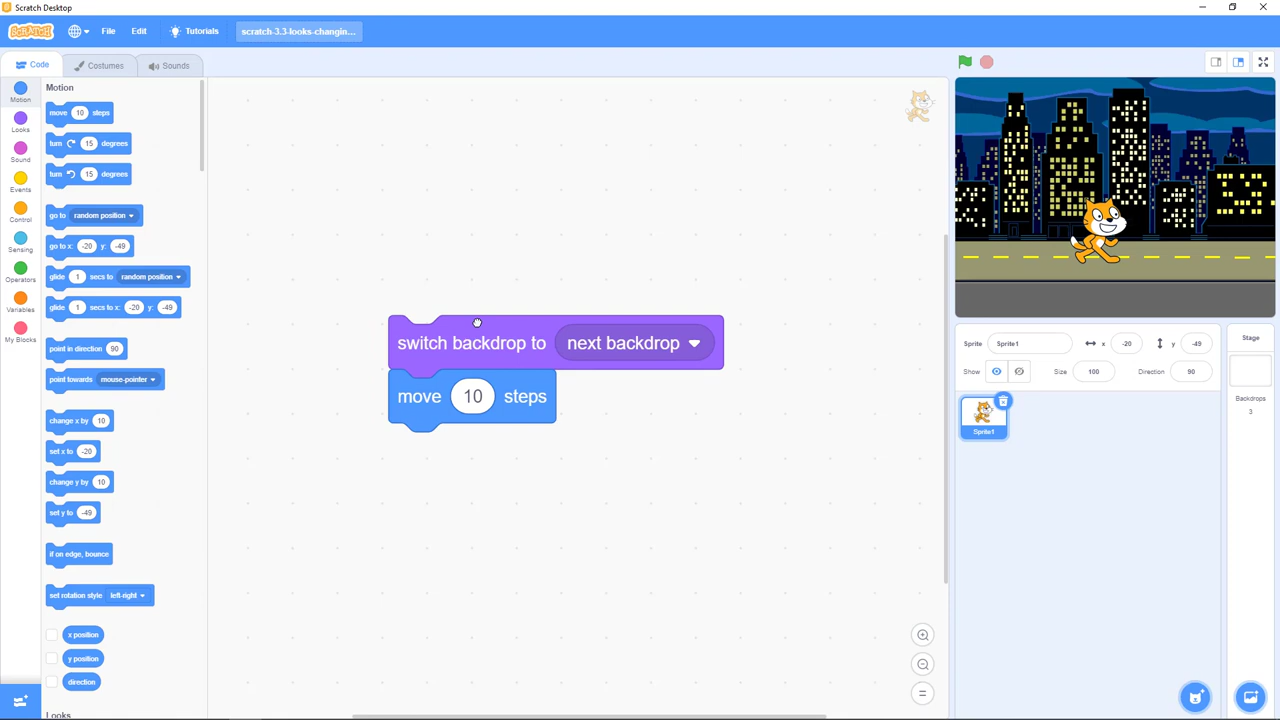 Scratch Desktop
SCRATCH File Edit Tutorials scratch-3.3-looks-changin...
Code Costumes Sounds
Motion
Looks
Sound
Events
Control
Sensing
Operators
Variables
My Blocks
Motion
move 10 steps
turn 15 degrees
turn 15 degrees
go to random position
go to x: -20 y: -49
glide 1 secs to random position
glide 1 secs to x: -20 y: -49
point in direction 90
point towards mouse-pointer
change x by 10
set x to -20
change y by 10
set y to -49
if on edge, bounce
set rotation style left-right
x position
y position
direction
Looks
switch backdrop to next backdrop
move 10 steps
Sprite Sprite1 x -20 y -49
Show Size 100 Direction 90
Sprite1
Stage
Backdrops
3